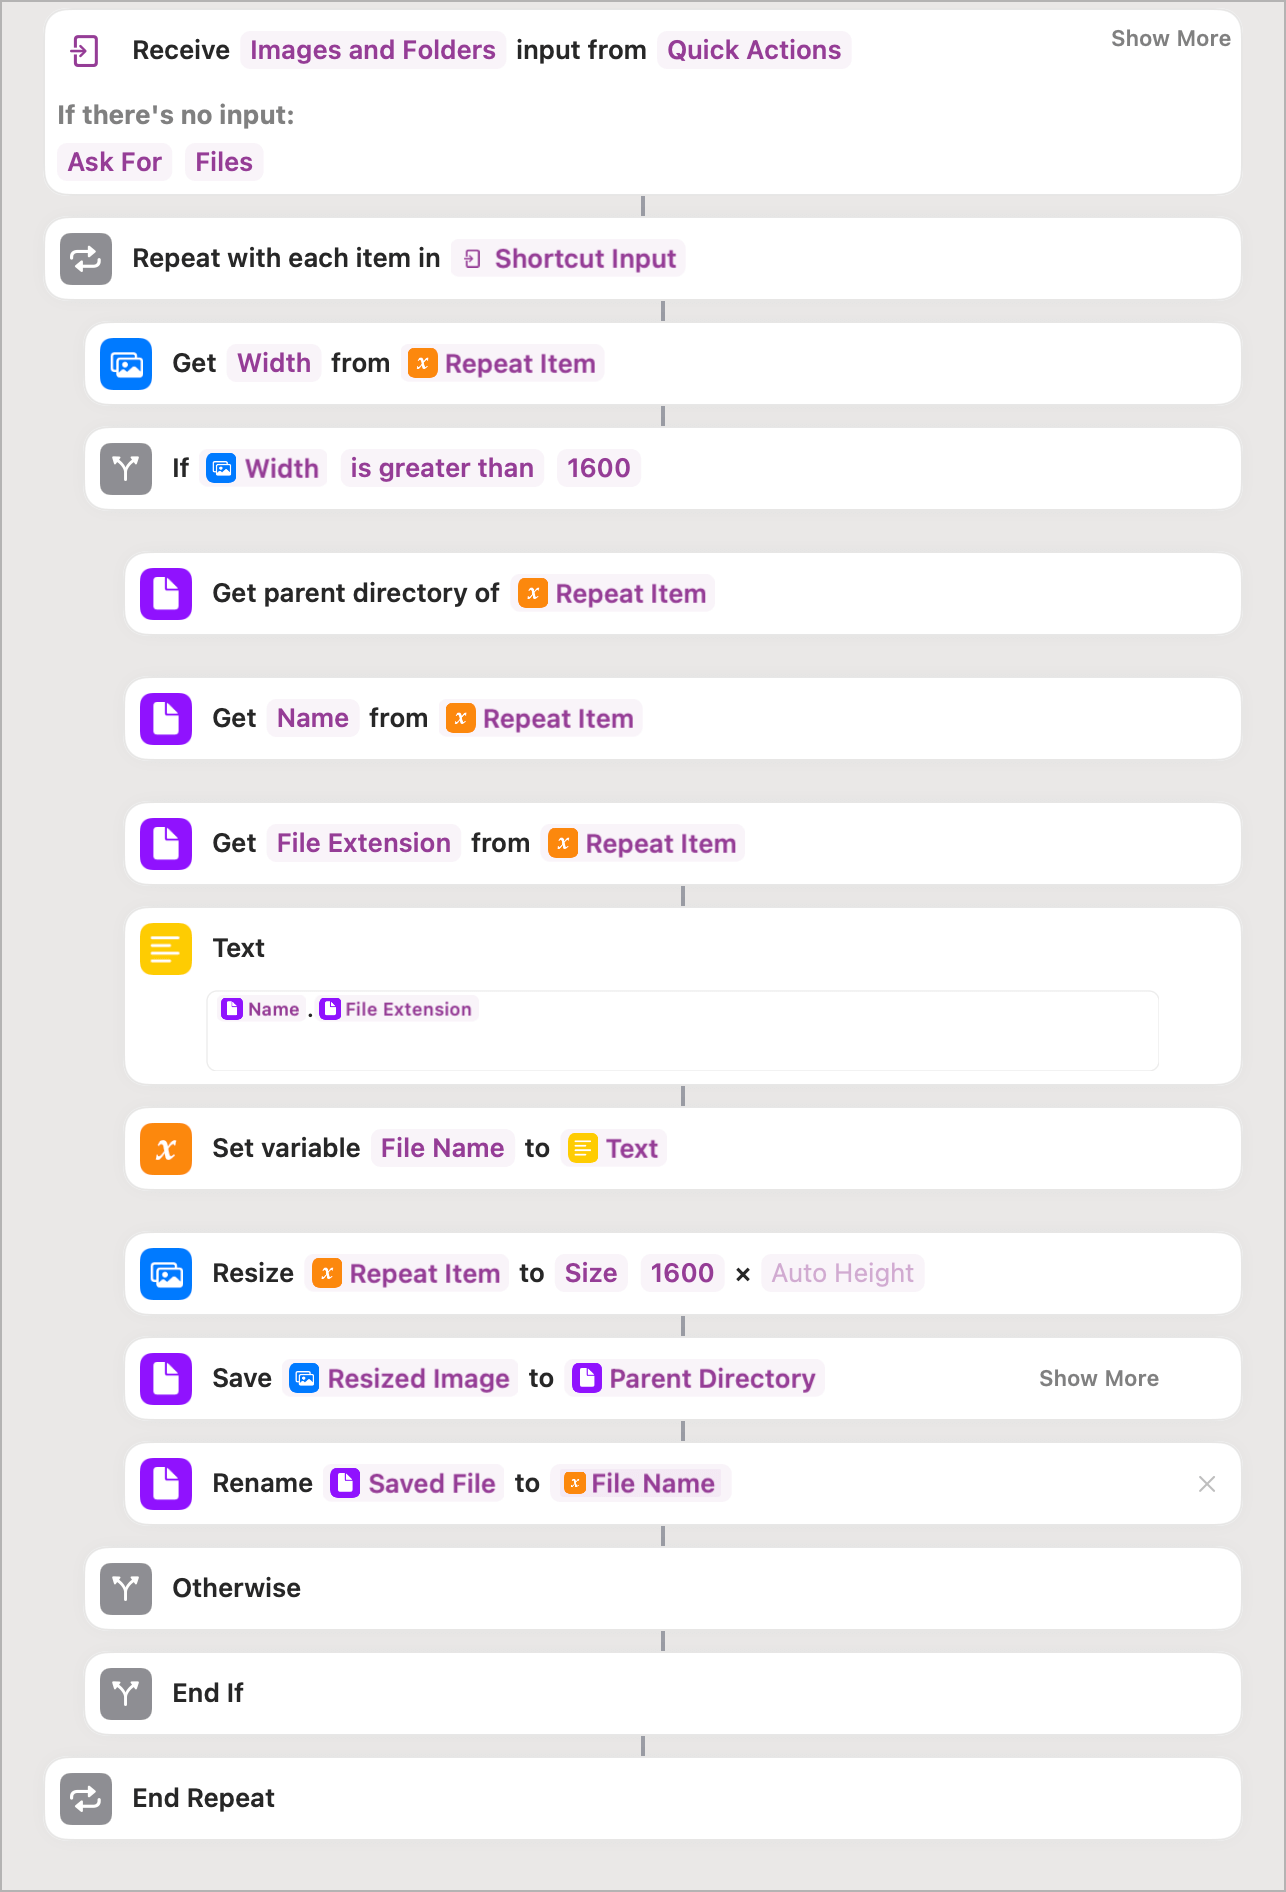 Receive Images and Folders input from Quick Actions Show More
If there's no input:
Ask For Files
Repeat with each item in Shortcut Input
Get Width from x Repeat Item
If Width is greater than 1600
Get parent directory of x Repeat Item
Get Name from x Repeat Item
Get File Extension from x Repeat Item
Text
Name . File Extension
x Set variable File Name to Text
Resize x Repeat Item to Size 1600 × Auto Height
Save Resized Image to Parent Directory Show More
Rename Saved File to x File Name
Otherwise
End If
End Repeat